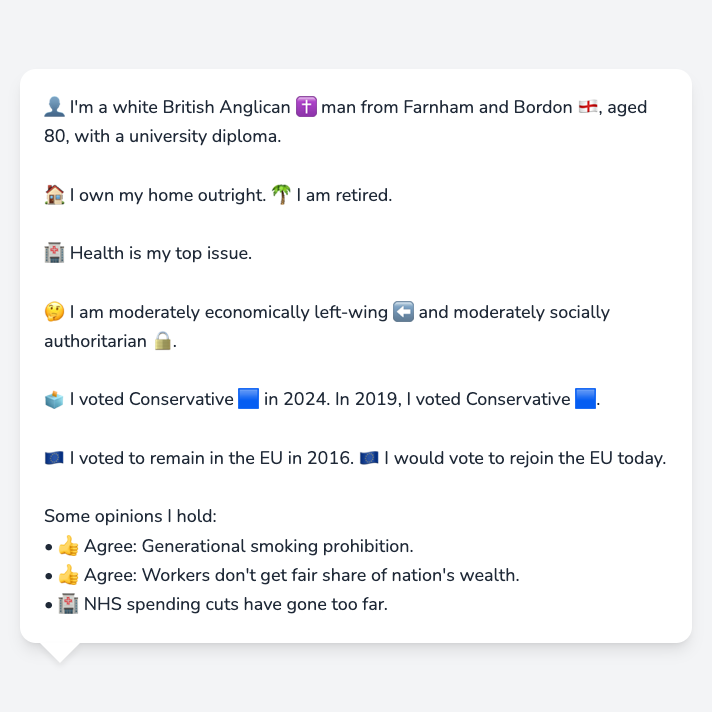 👤 I'm a white British Anglican ✝️ man from Farnham and Bordon 🏴󠁧󠁢󠁥󠁮󠁧󠁿, aged
80, with a university diploma.
🏠 I own my home outright. 🌴 I am retired.
🏥 Health is my top issue.
🤔 I am moderately economically left-wing ⬅️ and moderately socially
authoritarian 🔒.
🗳️ I voted Conservative 🟦 in 2024. In 2019, I voted Conservative 🟦.
🇪🇺 I voted to remain in the EU in 2016. 🇪🇺 I would vote to rejoin the EU today.
Some opinions I hold:
• 👍 Agree: Generational smoking prohibition.
• 👍 Agree: Workers don't get fair share of nation's wealth.
• 🏥 NHS spending cuts have gone too far.